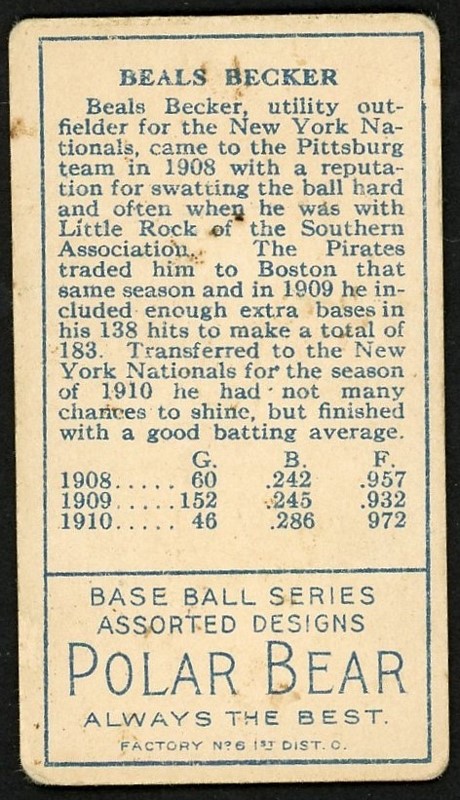 BEALS BECKER
Beals Becker, utility out-
fielder for the New York Na-
tionals, came to the Pittsburg
team in 1908 with a reputa-
tion for swatting the ball hard
and often when he was with
Little Rock of the Southern
Association. The Pirates
traded him to Boston that
same season and in 1909 he in-
cluded enough extra bases in
his 138 hits to make a total of
183. Transferred to the New
York Nationals for the season
of 1910 he had not many
chances to shine, but finished
with a good batting average.
G. B. F.
1908..... 60 .242 .957
1909.....152 .245 .932
1910..... 46 .286 972
BASE BALL SERIES
ASSORTED DESIGNS
POLAR BEAR
ALWAYS THE BEST.
FACTORY Nº 6 1ST DIST. O.